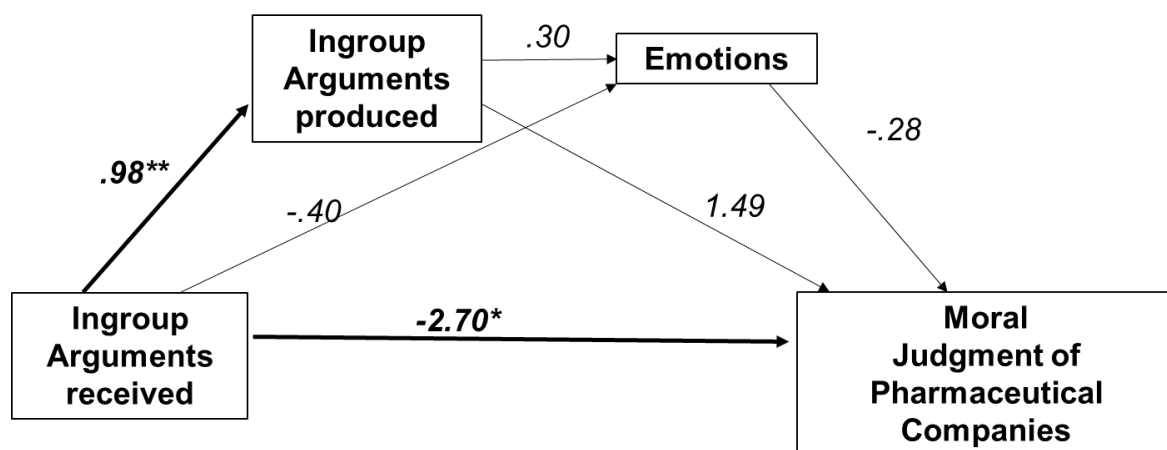 Ingroup
Arguments
produced
.30
Emotions
-.28
.98**
-.40
1.49
Ingroup
Arguments
received
-2.70*
Moral
Judgment of
Pharmaceutical
Companies